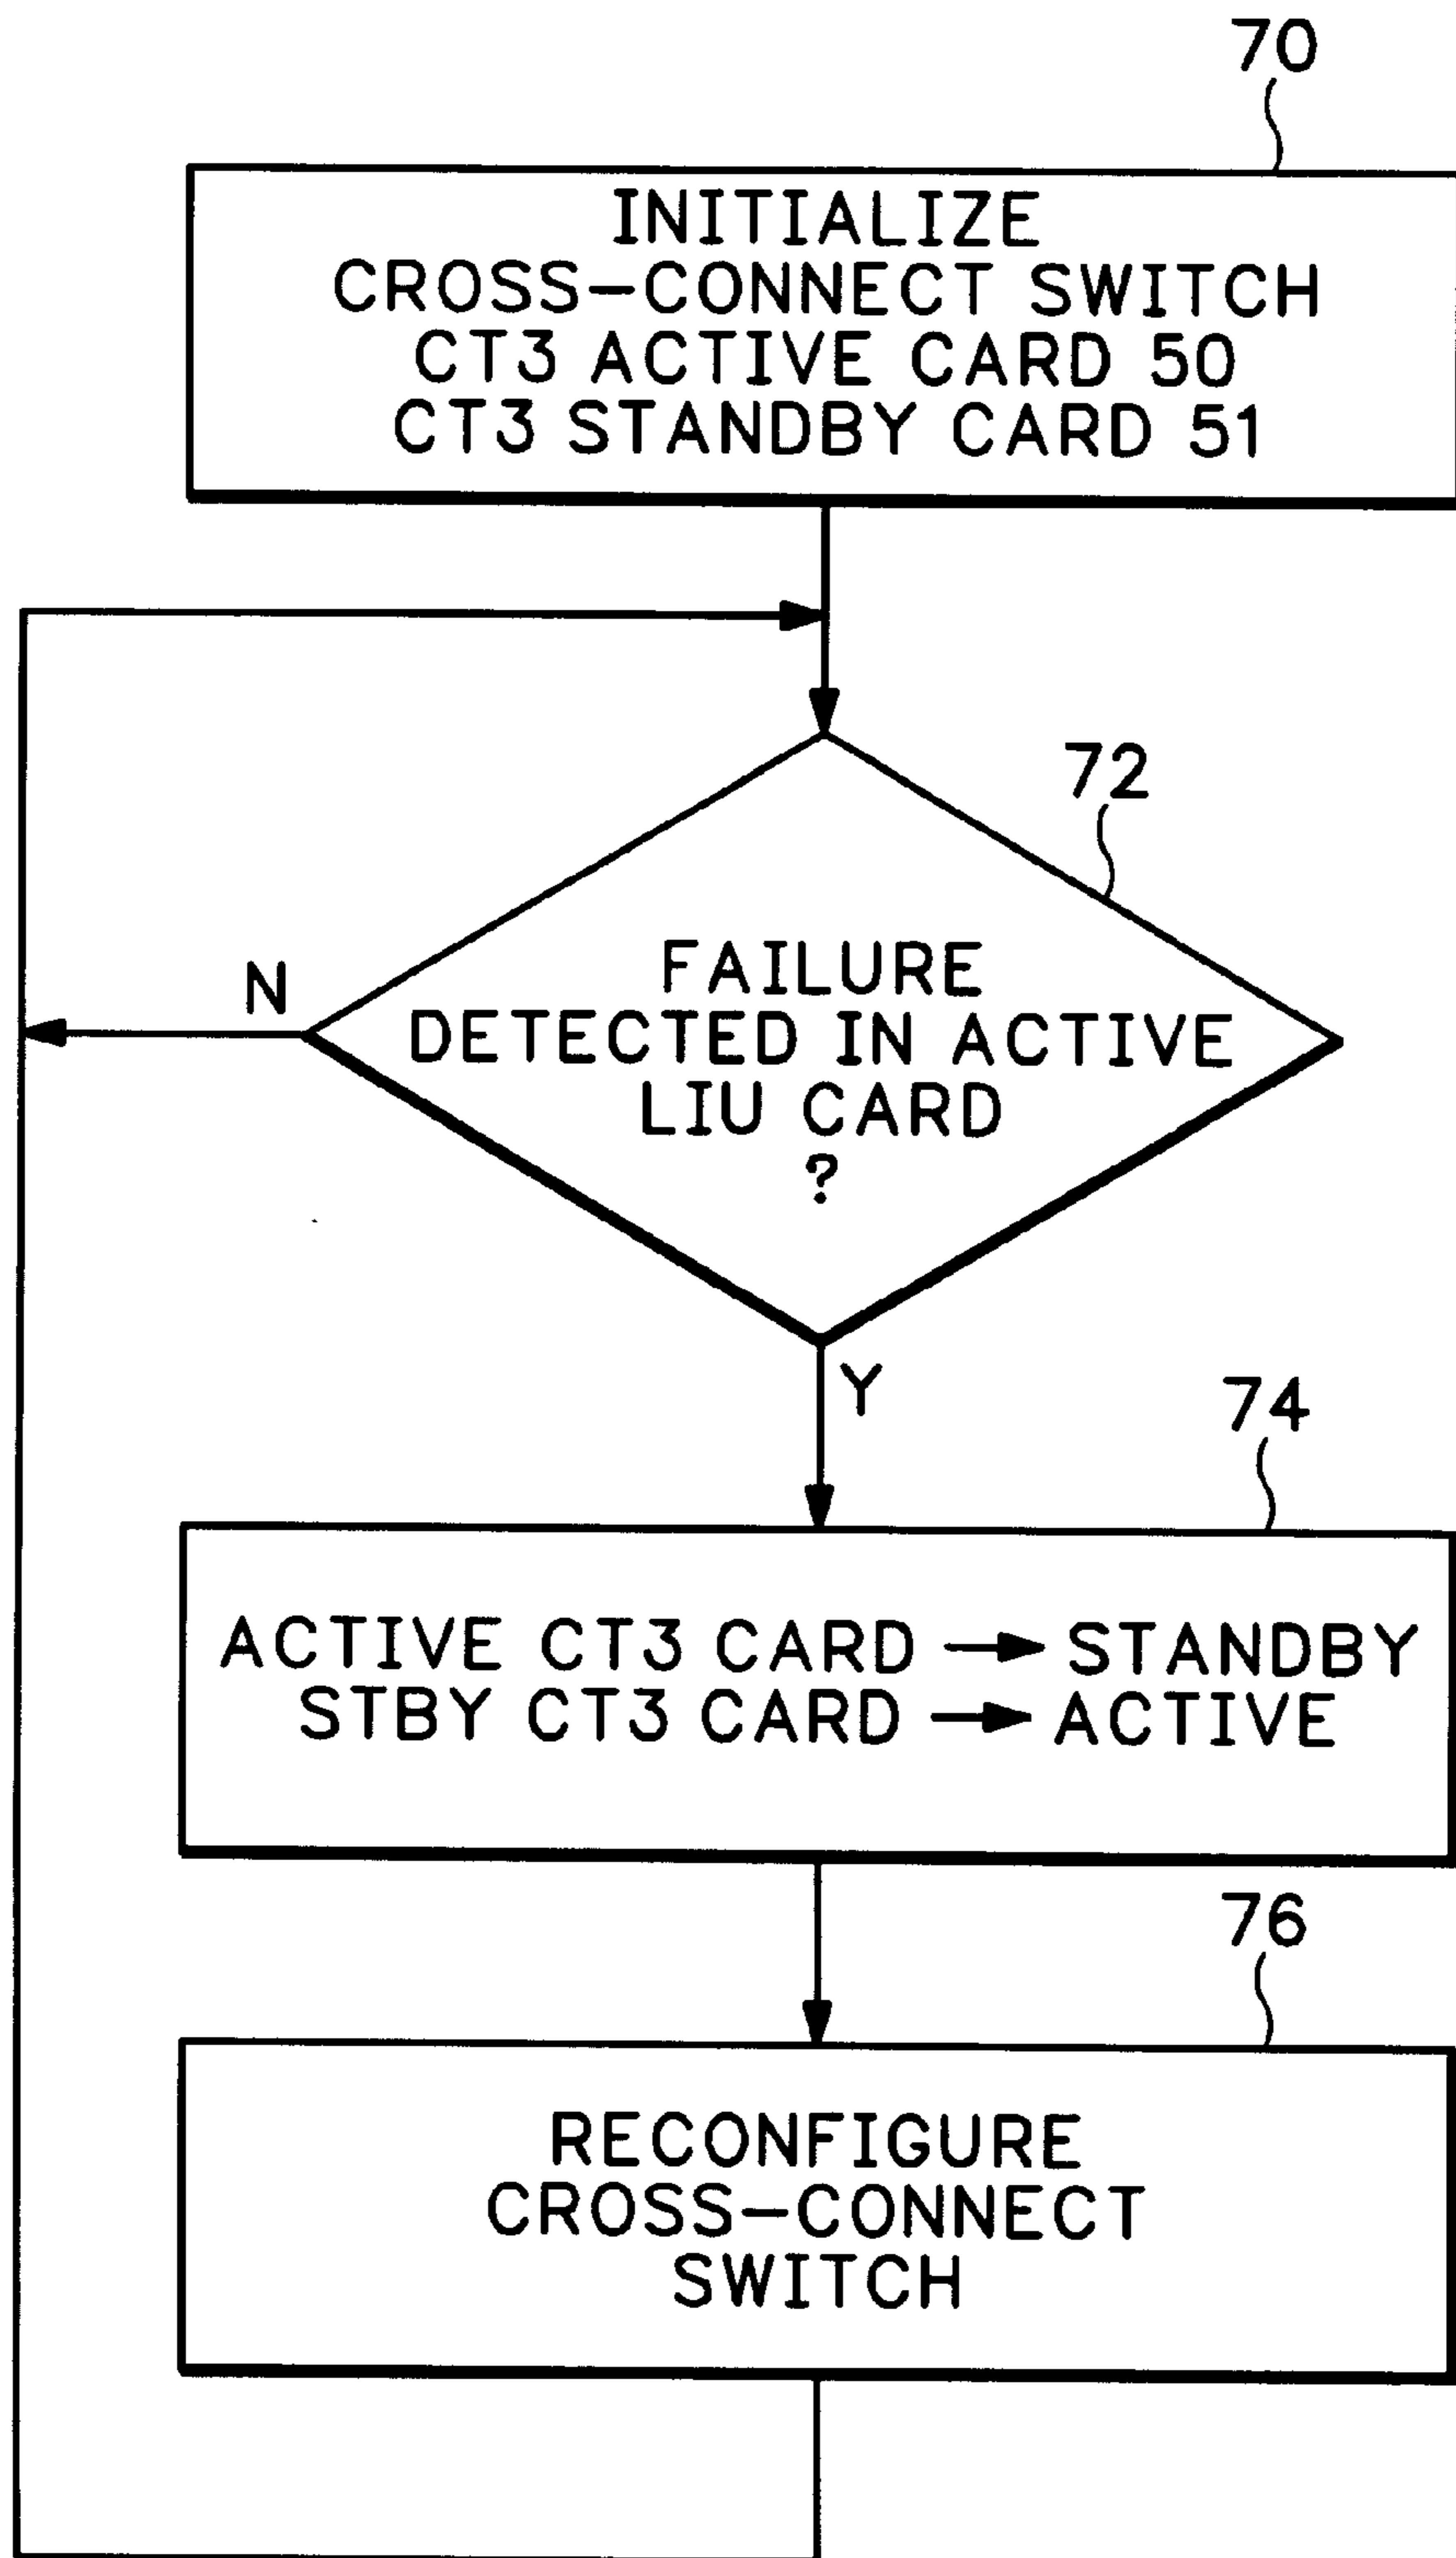 70
INITIALIZE
CROSS-CONNECT SWITCH
CT3 ACTIVE CARD 50
CT3 STANDBY CARD 51
72
N
FAILURE
DETECTED IN ACTIVE
LIU CARD
?
Y
74
ACTIVE CT3 CARD → STANDBY
STBY CT3 CARD → ACTIVE
76
RECONFIGURE
CROSS-CONNECT
SWITCH